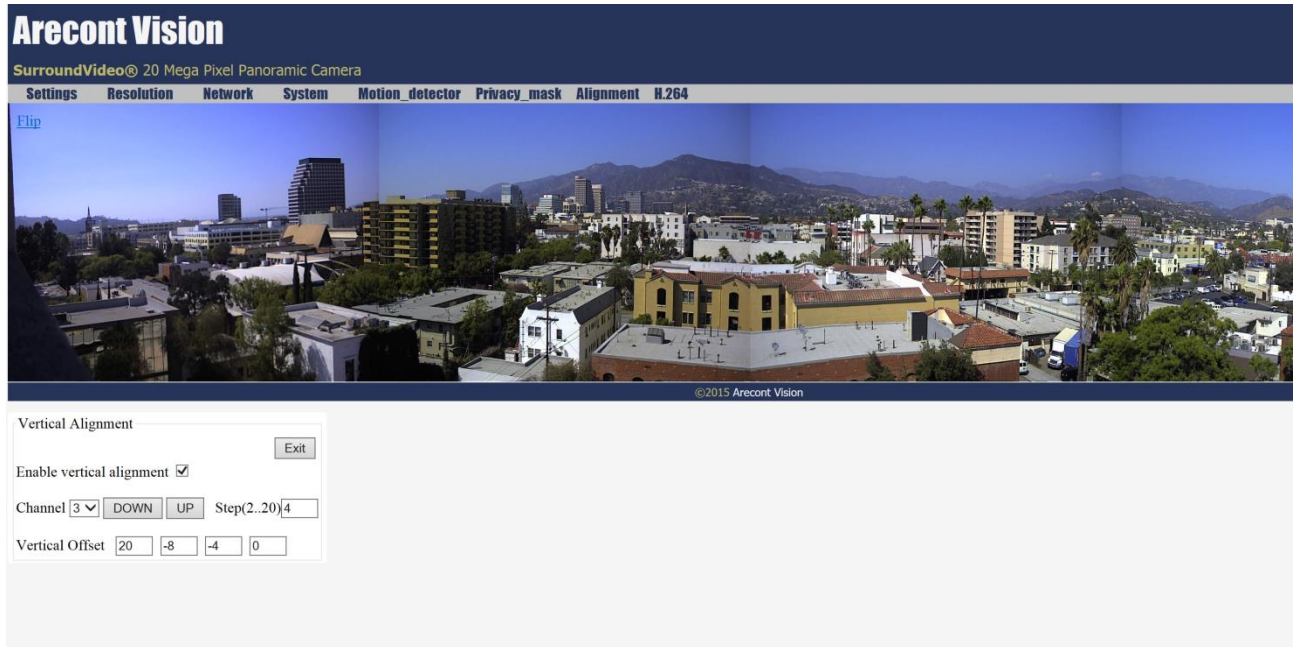 Arecont Vision
SurroundVideo® 20 Mega Pixel Panoramic Camera
Settings Resolution Network System Motion_detector Privacy_mask Alignment H.264
Flip
©2015 Arecont Vision
Vertical Alignment
Exit
Enable vertical alignment
Channel 3 DOWN UP Step(2..20) 4
Vertical Offset 20 -8 -4 0